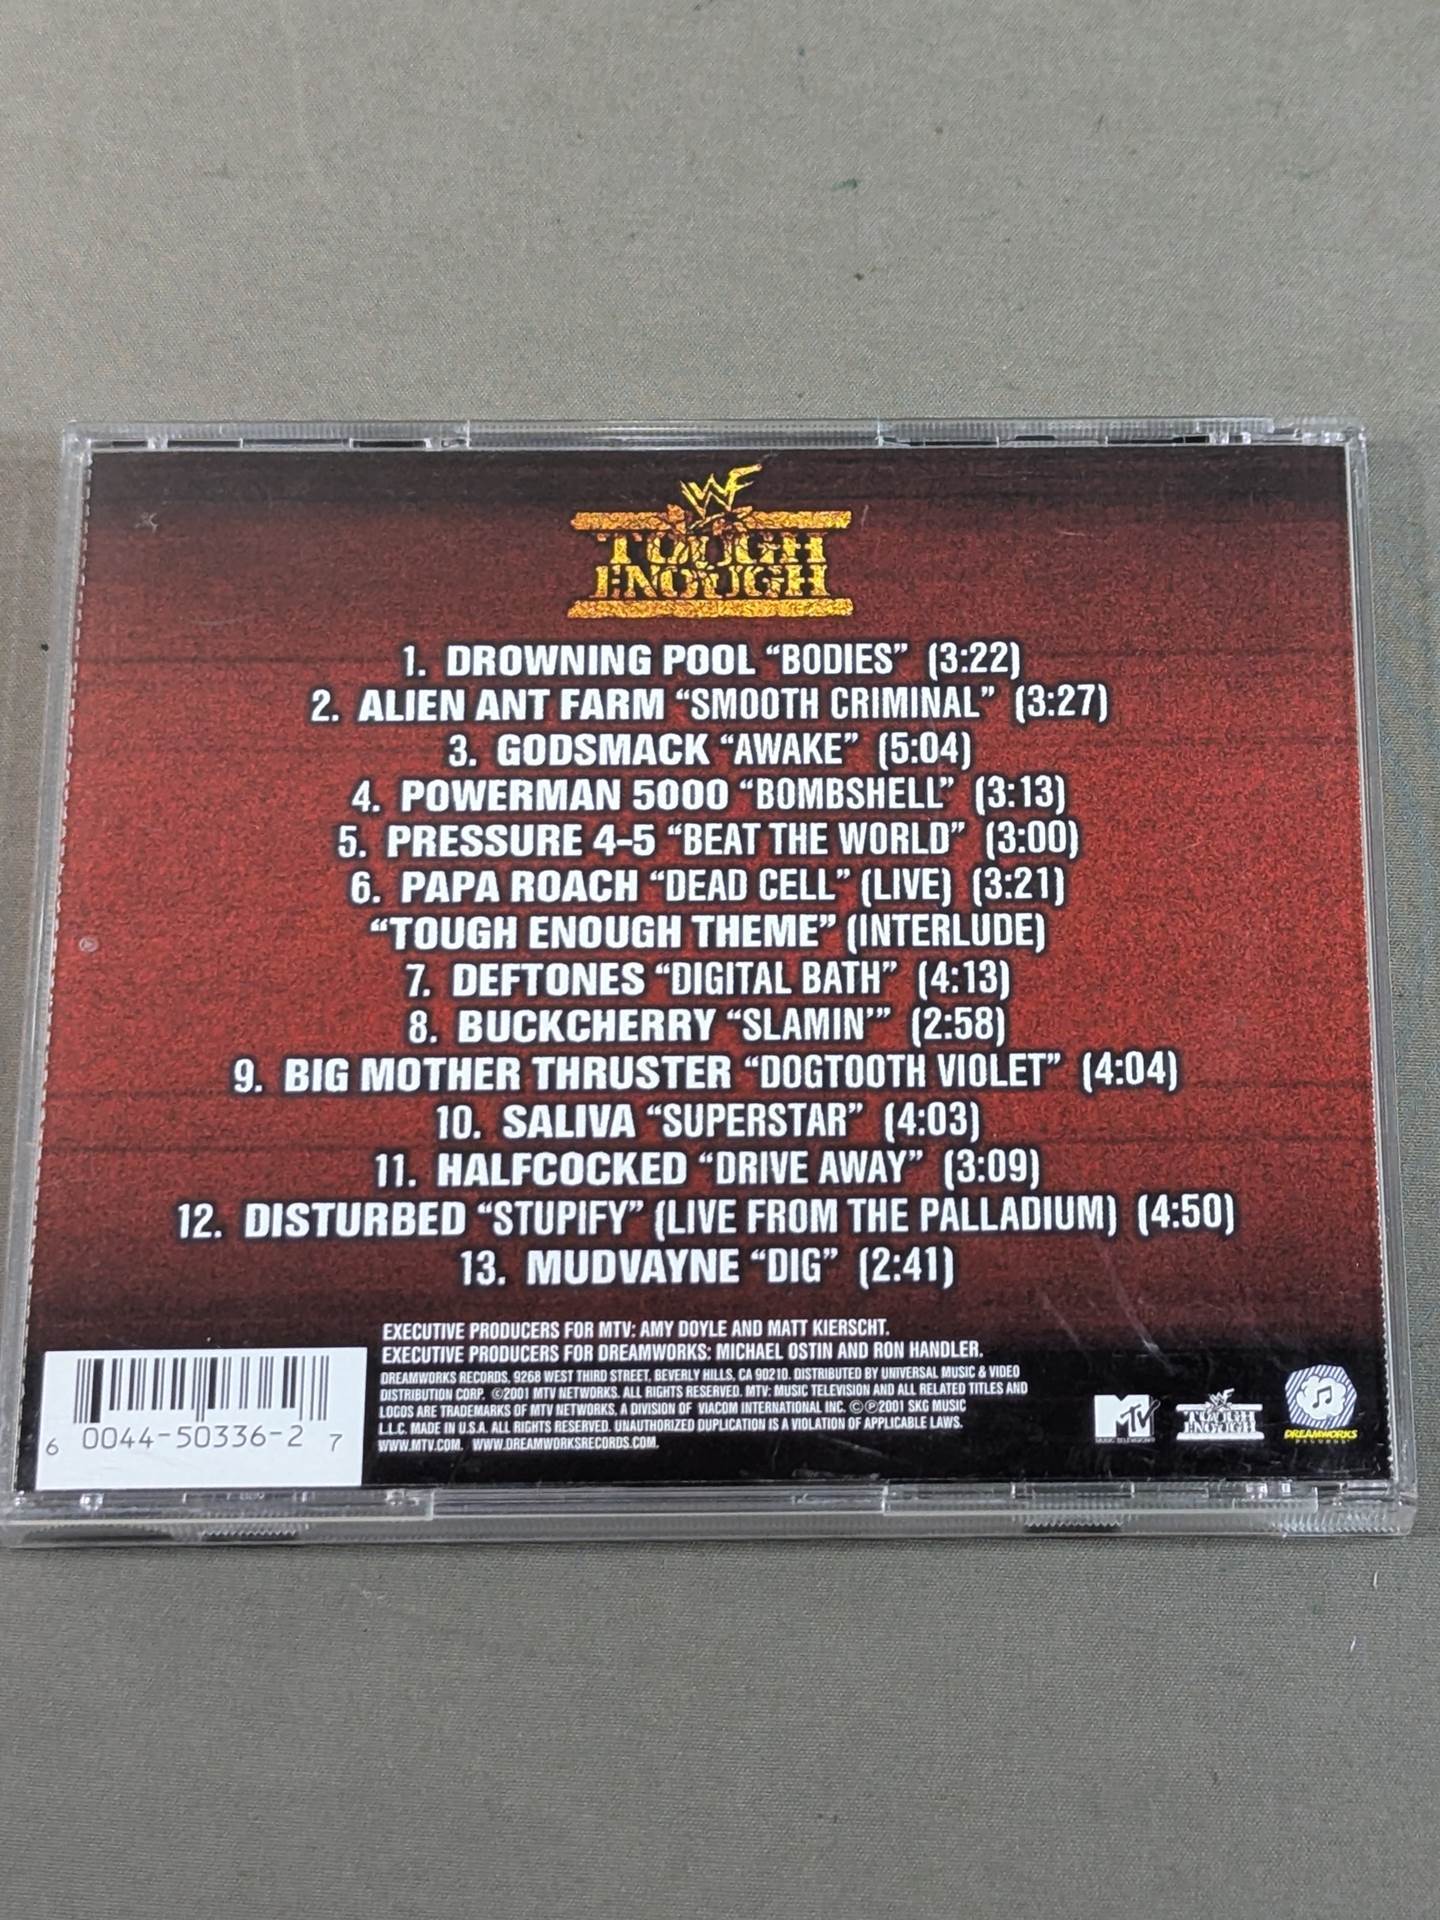 WF
TOUGH
ENOUGH
1. DROWNING POOL “BODIES” (3:22)
2. ALIEN ANT FARM “SMOOTH CRIMINAL” (3:27)
3. GODSMACK “AWAKE” (5:04)
4. POWERMAN 5000 “BOMBSHELL” (3:13)
5. PRESSURE 4-5 “BEAT THE WORLD” (3:00)
6. PAPA ROACH “DEAD CELL” (LIVE) (3:21)
“TOUGH ENOUGH THEME” (INTERLUDE)
7. DEFTONES “DIGITAL BATH” (4:13)
8. BUCKCHERRY “SLAMIN’” (2:58)
9. BIG MOTHER THRUSTER “DOGTOOTH VIOLET” (4:04)
10. SALIVA “SUPERSTAR” (4:03)
11. HALFCOCKED “DRIVE AWAY” (3:09)
12. DISTURBED “STUPIFY” (LIVE FROM THE PALLADIUM) (4:50)
13. MUDVAYNE “DIG” (2:41)
EXECUTIVE PRODUCERS FOR MTV: AMY DOYLE AND MATT KIERSCHT.
EXECUTIVE PRODUCERS FOR DREAMWORKS: MICHAEL OSTIN AND RON HANDLER.
DREAMWORKS RECORDS, 9268 WEST THIRD STREET, BEVERLY HILLS, CA 90210. DISTRIBUTED BY UNIVERSAL MUSIC & VIDEO
DISTRIBUTION CORP. ©2001 MTV NETWORKS. ALL RIGHTS RESERVED. MTV: MUSIC TELEVISION AND ALL RELATED TITLES AND
LOGOS ARE TRADEMARKS OF MTV NETWORKS, A DIVISION OF VIACOM INTERNATIONAL INC. ©℗2001 SKG MUSIC
L.L.C. MADE IN U.S.A. ALL RIGHTS RESERVED. UNAUTHORIZED DUPLICATION IS A VIOLATION OF APPLICABLE LAWS.
WWW.MTV.COM. WWW.DREAMWORKSRECORDS.COM.
6 0044-50336-2 7
MTV
MUSIC TELEVISION
WF
TOUGH
ENOUGH
DREAMWORKS
RECORDS